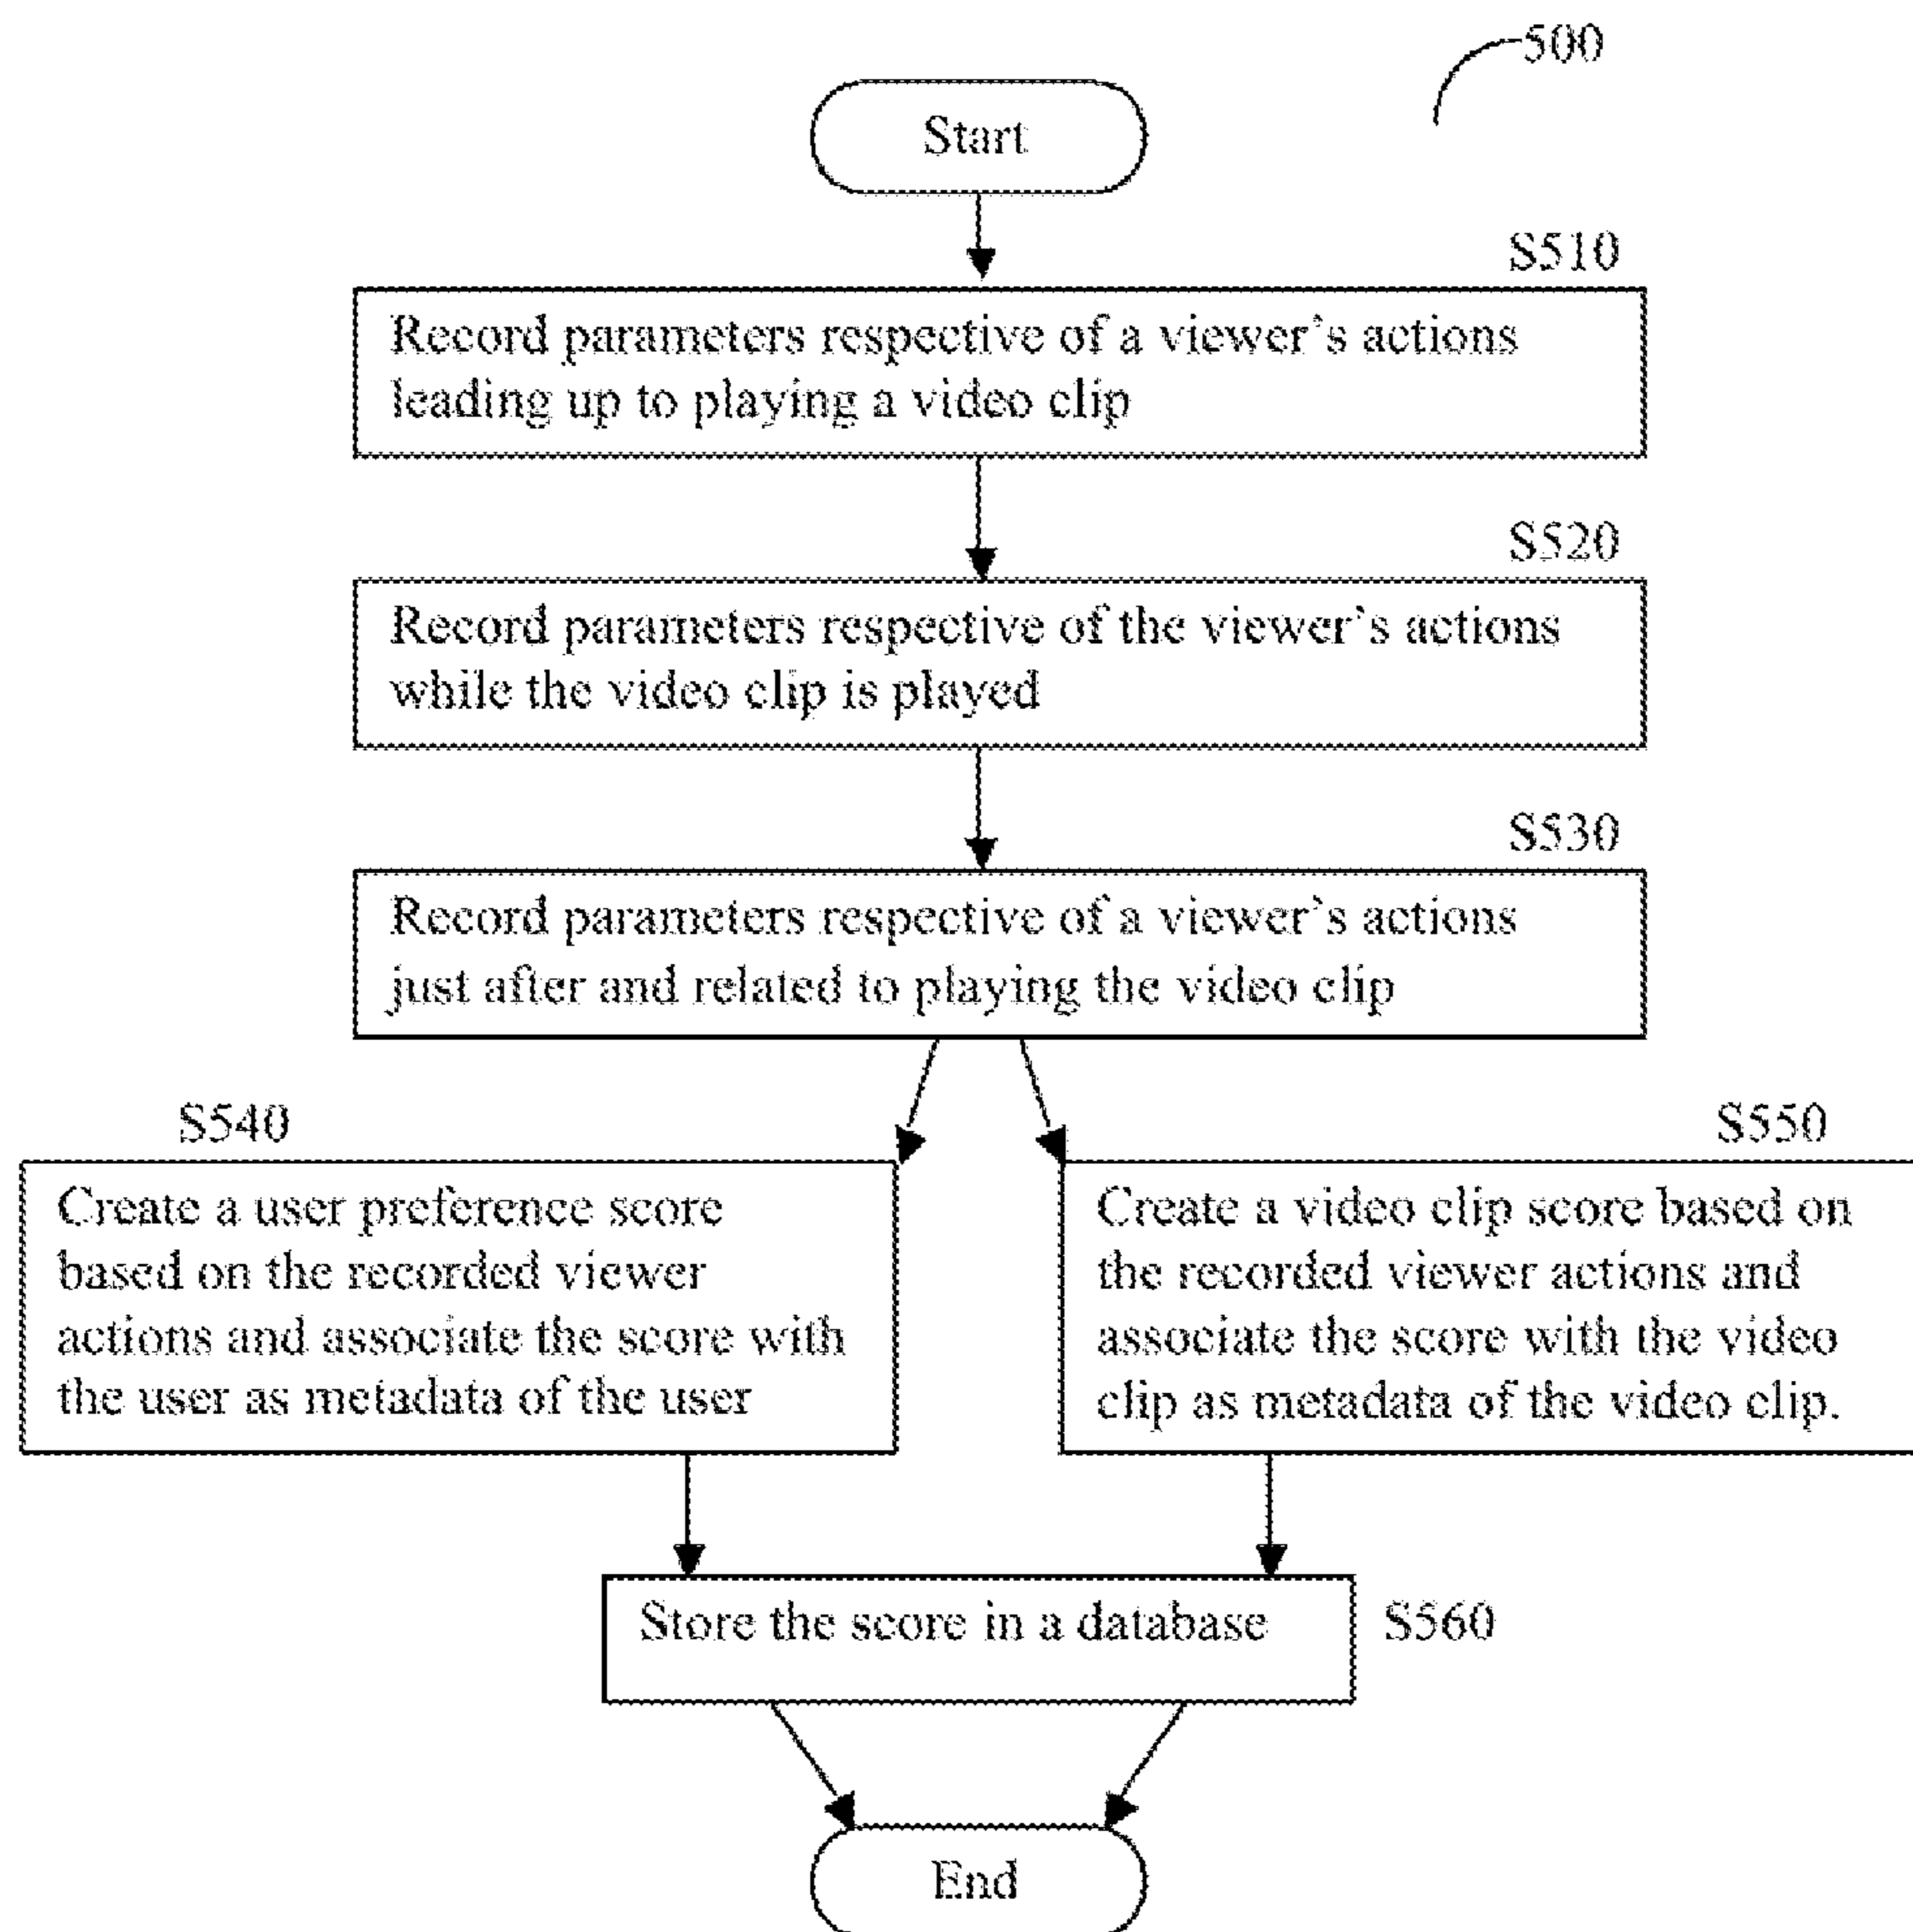 500
Start
S510
Record parameters respective of a viewer's actions
leading up to playing a video clip
S520
Record parameters respective of the viewer's actions
while the video clip is played
S530
Record parameters respective of a viewer's actions
just after and related to playing the video clip
S540
Create a user preference score
based on the recorded viewer
actions and associate the score with
the user as metadata of the user
S550
Create a video clip score based on
the recorded viewer actions and
associate the score with the video
clip as metadata of the video clip.
Store the score in a database
S560
End